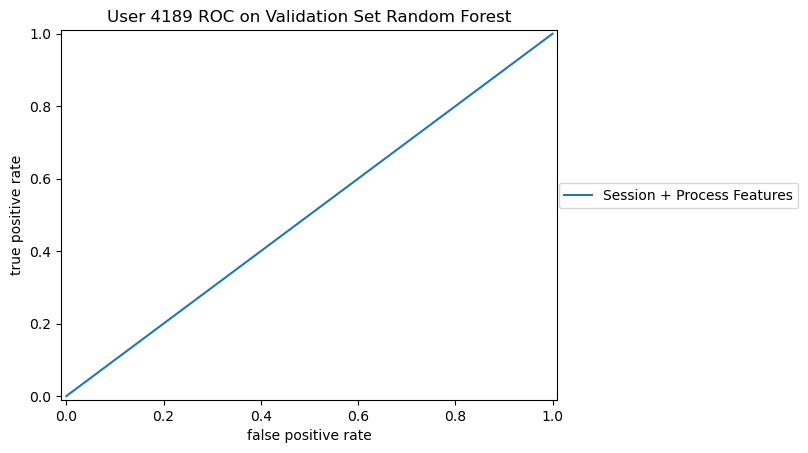 User 4189 ROC on Validation Set Random Forest
1.0
0.8
0.6
0.4
0.2
0.0
true positive rate
0.0 0.2 0.4 0.6 0.8 1.0
false positive rate
Session + Process Features